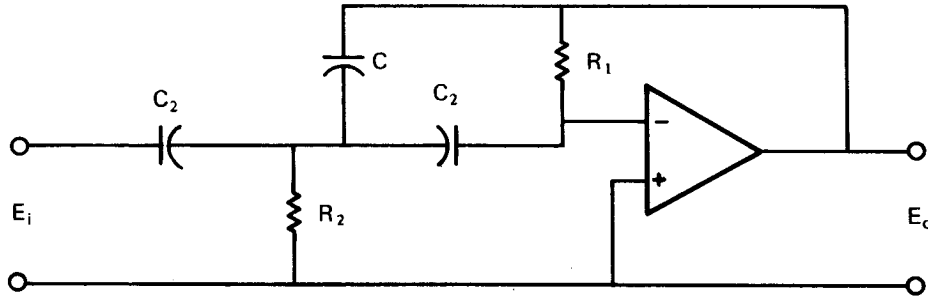 C
R₁
C₂
C₂
−
+
Eᵢ
R₂
Eₒ